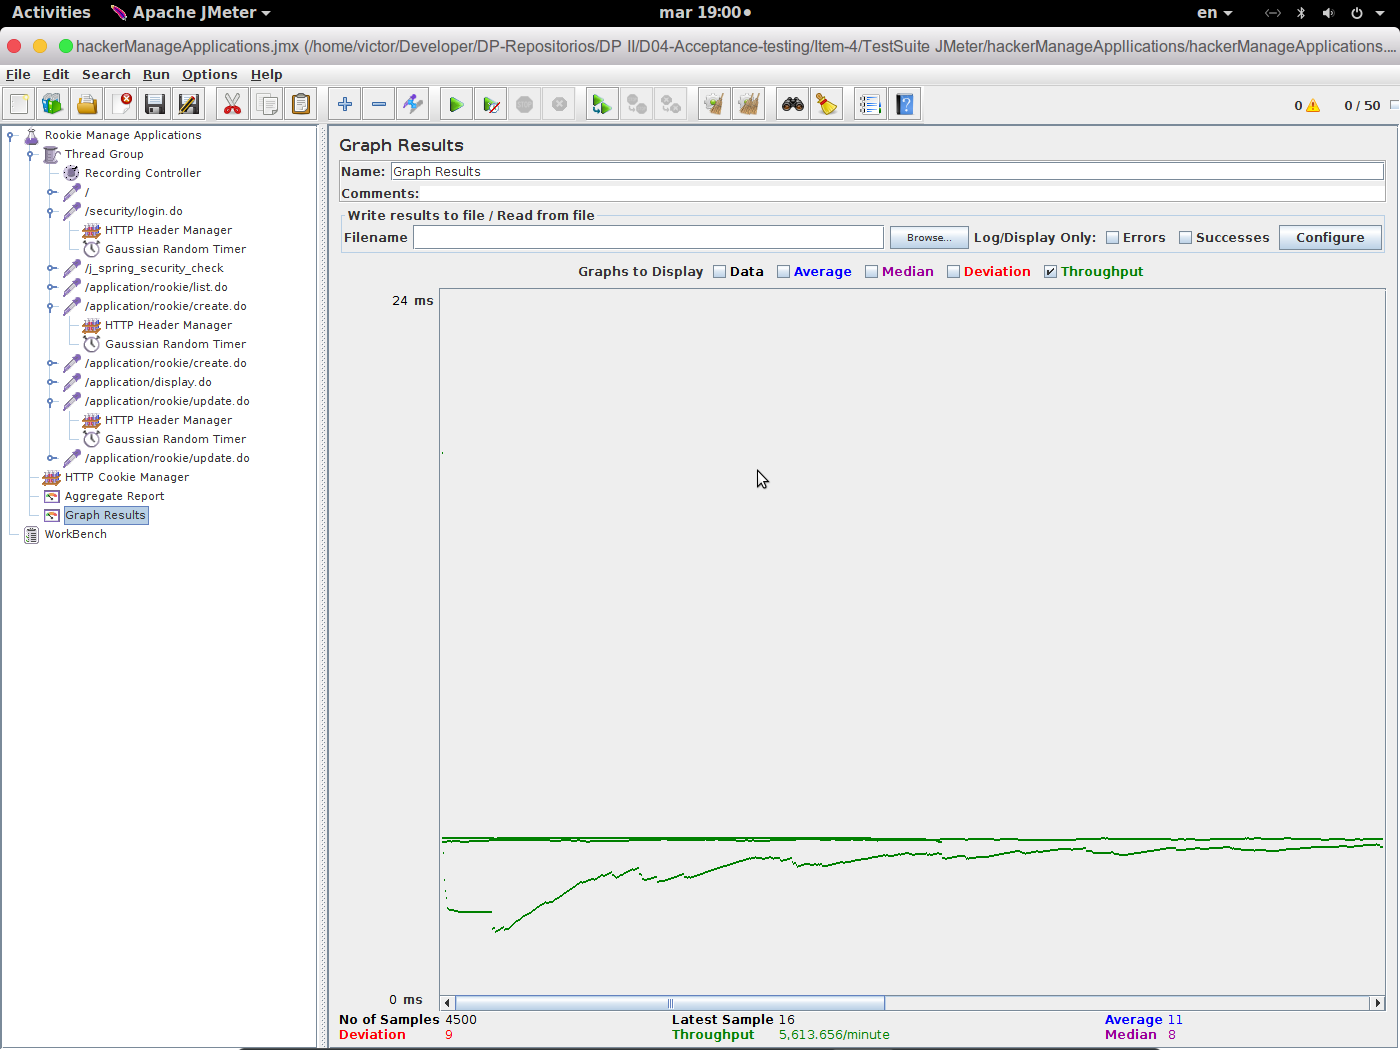 Activities Apache JMeter mar 19:00 en
hackerManageApplications.jmx (/home/victor/Developer/DP-Repositorios/DP II/D04-Acceptance-testing/Item-4/TestSuite JMeter/hackerManageAppllications/hackerManageApplications....
File Edit Search Run Options Help
0 0 / 50
Rookie Manage Applications
Thread Group
Recording Controller
/
/security/login.do
HTTP Header Manager
Gaussian Random Timer
/j_spring_security_check
/application/rookie/list.do
/application/rookie/create.do
HTTP Header Manager
Gaussian Random Timer
/application/rookie/create.do
/application/display.do
/application/rookie/update.do
HTTP Header Manager
Gaussian Random Timer
/application/rookie/update.do
HTTP Cookie Manager
Aggregate Report
Graph Results
WorkBench
Graph Results
Name: Graph Results
Comments:
Write results to file / Read from file
Filename Browse... Log/Display Only: Errors Successes Configure
Graphs to Display Data Average Median Deviation Throughput
24 ms
0 ms
No of Samples 4500 Latest Sample 16 Average 11
Deviation 9 Throughput 5,613.656/minute Median 8